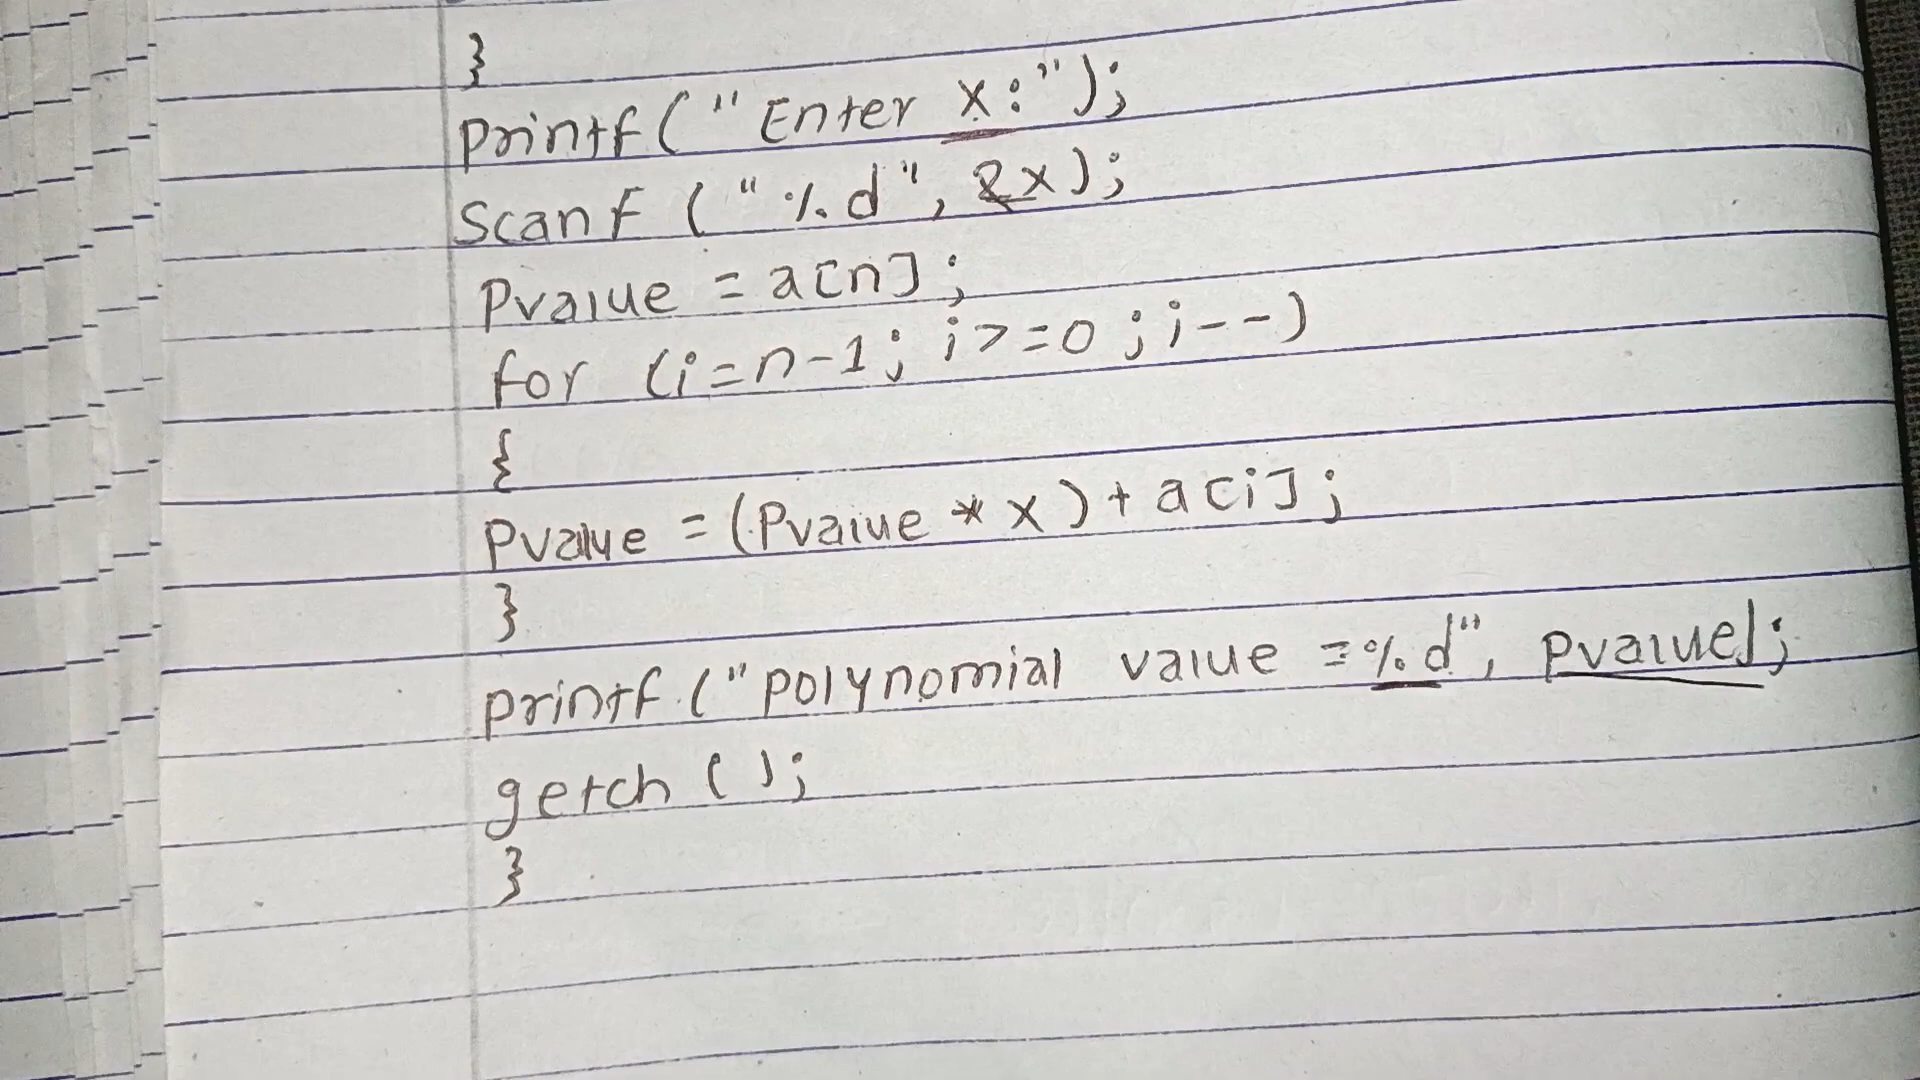 }
printf("Enter x:");
Scanf ("%d", &x);
Pvalue = a[n];
for (i=n-1; i>=0; i--)
{
Pvalue = (Pvalue * x) + a[i];
}
printf("polynomial value =%d", pvalue);
getch();
}